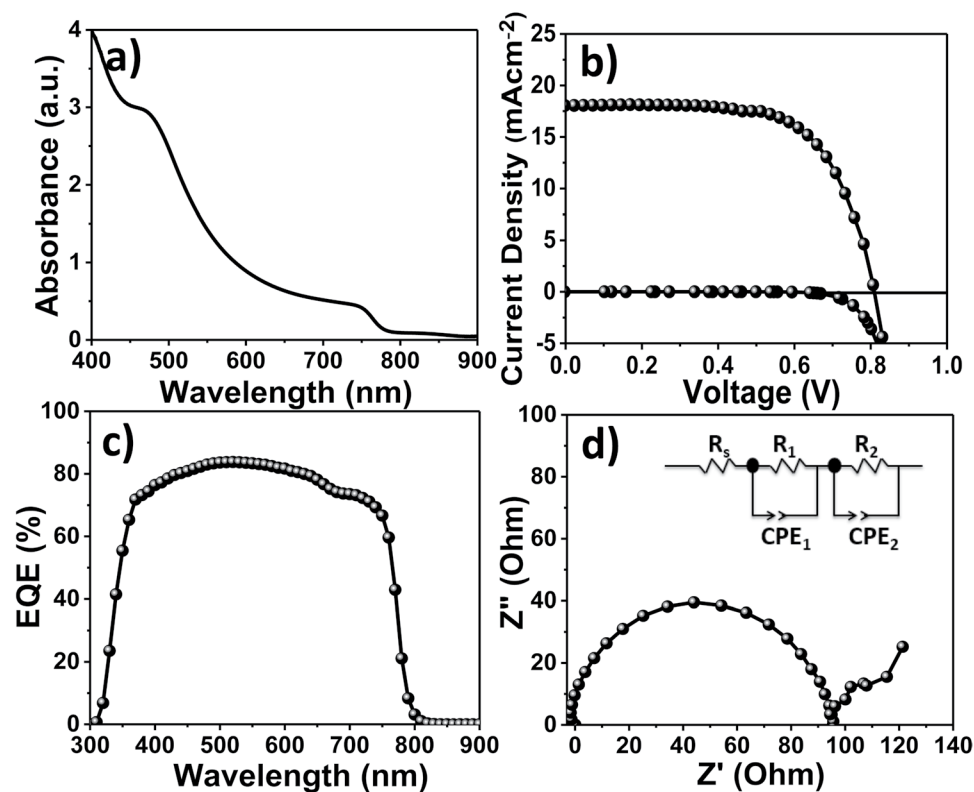 a)
4
3
2
1
0
Absorbance (a.u.)
400 500 600 700 800 900
Wavelength (nm)
b)
25
20
15
10
5
0
-5
Current Density (mAcm⁻²)
0.0 0.2 0.4 0.6 0.8 1.0
Voltage (V)
c)
100
80
60
40
20
0
EQE (%)
300 400 500 600 700 800 900
Wavelength (nm)
d)
100
80
60
40
20
0
Z'' (Ohm)
Rₛ R₁ R₂
CPE₁ CPE₂
0 20 40 60 80 100 120 140
Z' (Ohm)